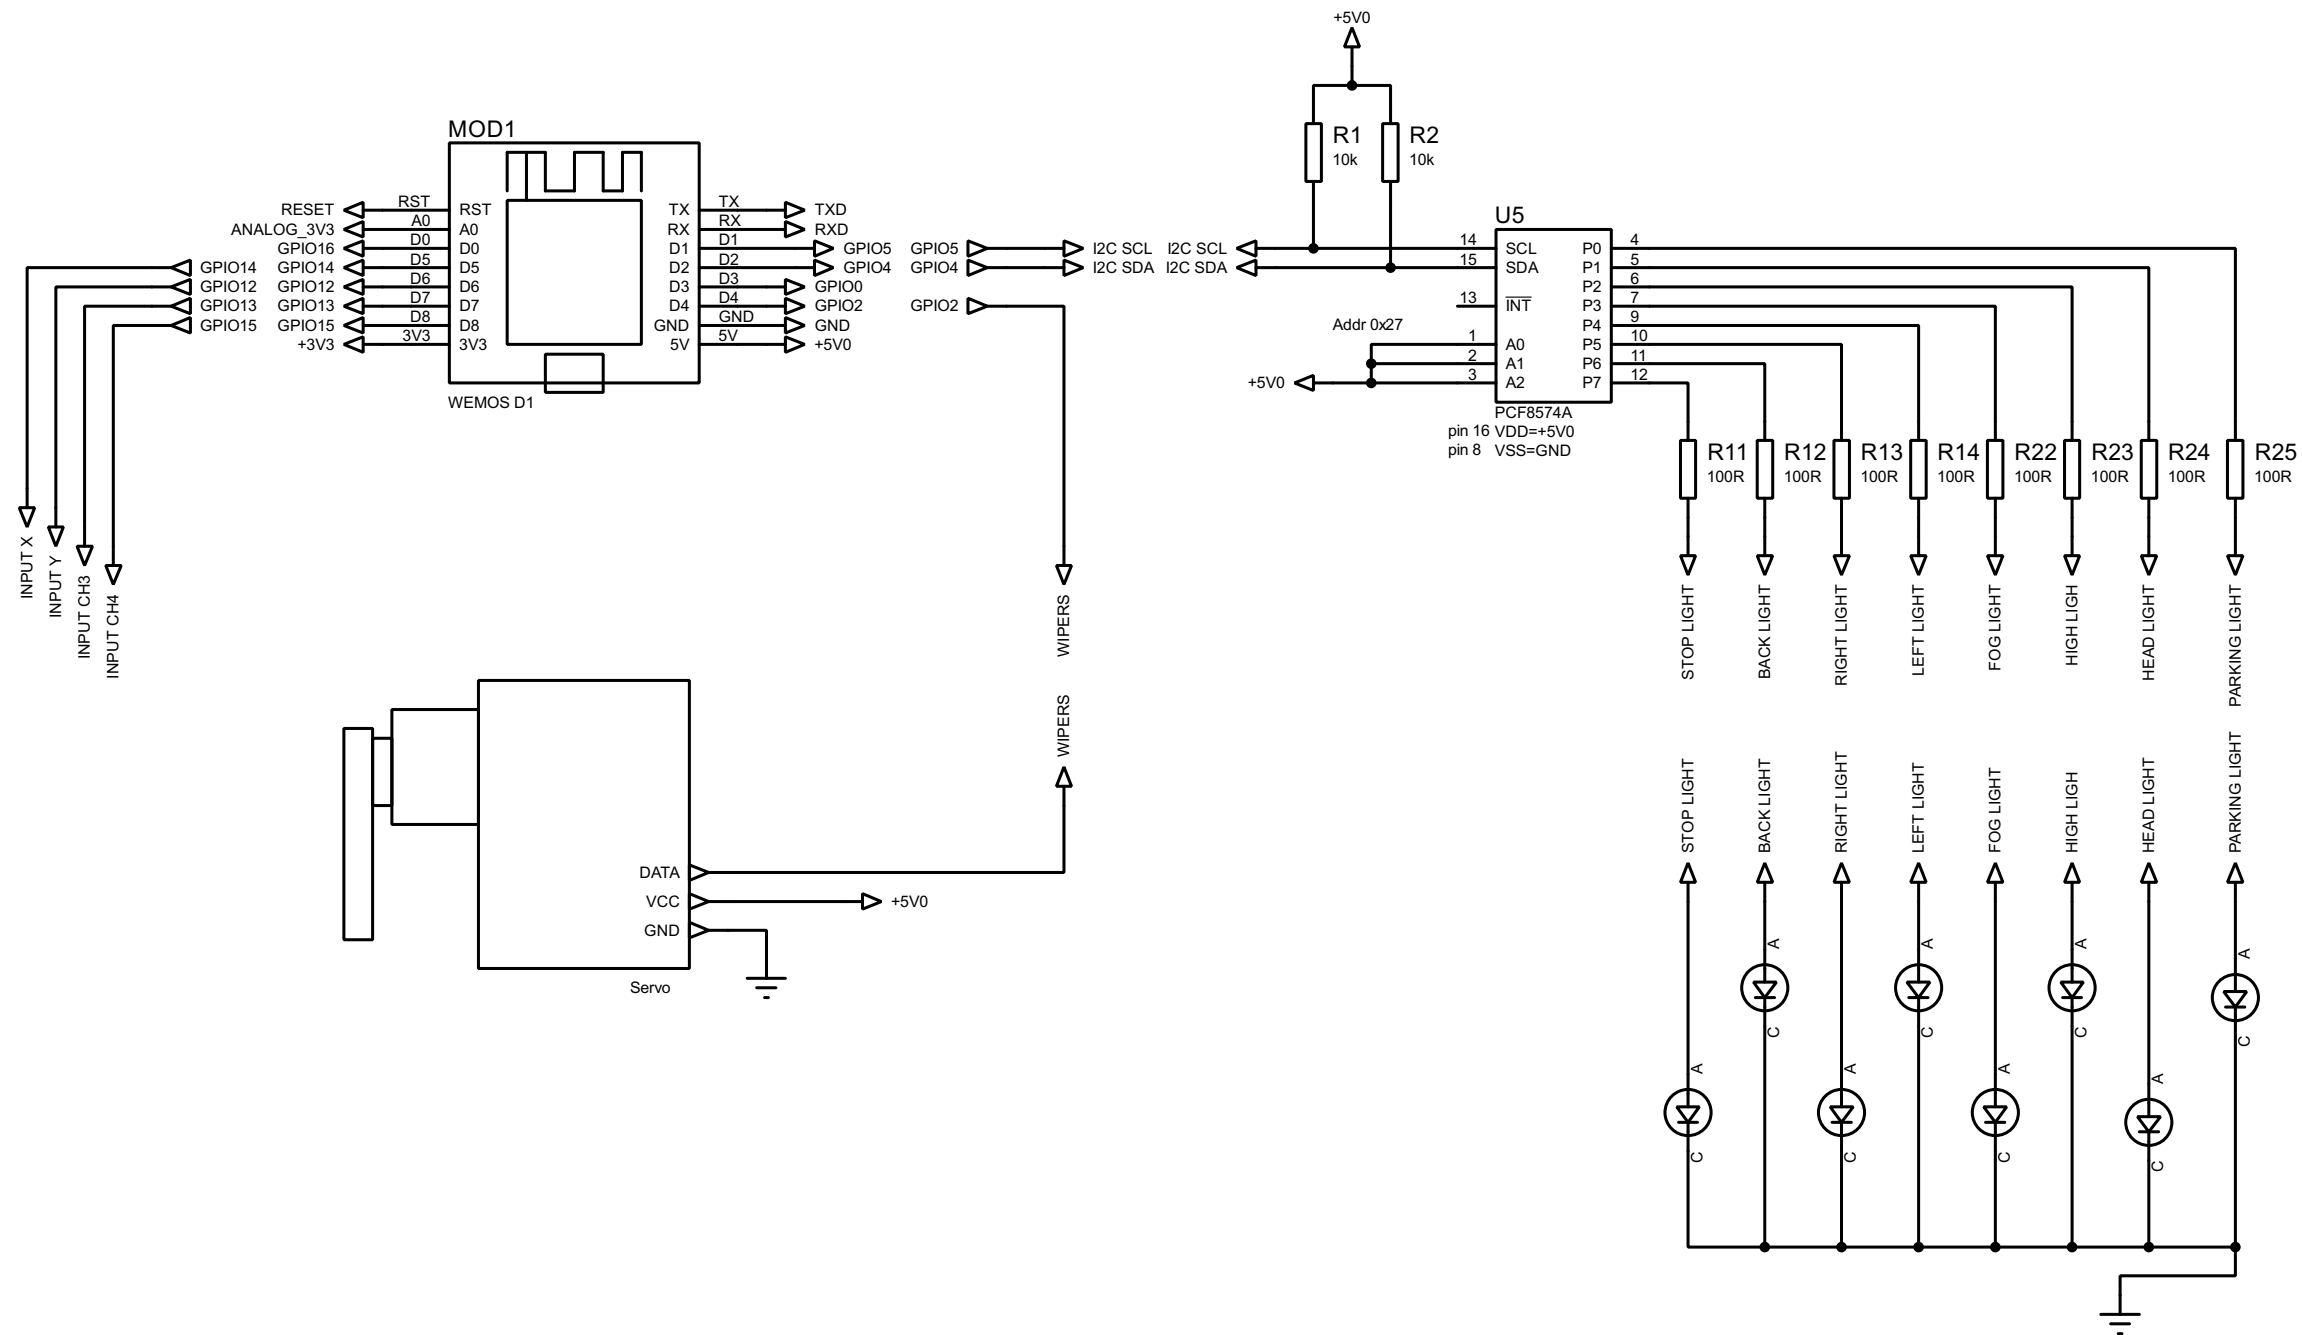 +5V0
MOD1
R1
10k
R2
10k
RESET
RST
RST
TX
TX
TXD
ANALOG_3V3
A0
A0
RX
RX
RXD
GPIO16
D0
D0
D1
D1
GPIO5
GPIO5
I2C SCL
I2C SCL
GPIO14
GPIO14
D5
D5
D2
D2
GPIO4
GPIO4
I2C SDA
I2C SDA
GPIO12
GPIO12
D6
D6
D3
D3
GPIO0
GPIO13
GPIO13
D7
D7
D4
D4
GPIO2
GPIO2
GPIO15
GPIO15
D8
D8
GND
GND
GND
+3V3
3V3
3V3
5V
5V
+5V0
WEMOS D1
U5
14
SCL
P0
4
15
SDA
P1
5
P2
6
13
INT
P3
7
Addr 0x27
P4
9
1
A0
P5
10
2
A1
P6
11
+5V0
3
A2
P7
12
PCF8574A
pin 16 VDD=+5V0
pin 8 VSS=GND
R11
100R
R12
100R
R13
100R
R14
100R
R22
100R
R23
100R
R24
100R
R25
100R
INPUT X
INPUT Y
INPUT CH3
INPUT CH4
WIPERS
WIPERS
STOP LIGHT
BACK LIGHT
RIGHT LIGHT
LEFT LIGHT
FOG LIGHT
HIGH LIGH
HEAD LIGHT
PARKING LIGHT
STOP LIGHT
BACK LIGHT
RIGHT LIGHT
LEFT LIGHT
FOG LIGHT
HIGH LIGH
HEAD LIGHT
PARKING LIGHT
DATA
VCC
+5V0
GND
Servo
A
A
A
A
C
C
C
C
A
A
A
A
C
C
C
C